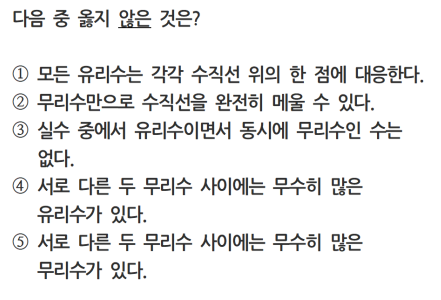 다음 중 옳지 않은 것은?
① 모든 유리수는 각각 수직선 위의 한 점에 대응한다.
② 무리수만으로 수직선을 완전히 메울 수 있다.
③ 실수 중에서 유리수이면서 동시에 무리수인 수는
없다.
④ 서로 다른 두 무리수 사이에는 무수히 많은
유리수가 있다.
⑤ 서로 다른 두 무리수 사이에는 무수히 많은
무리수가 있다.